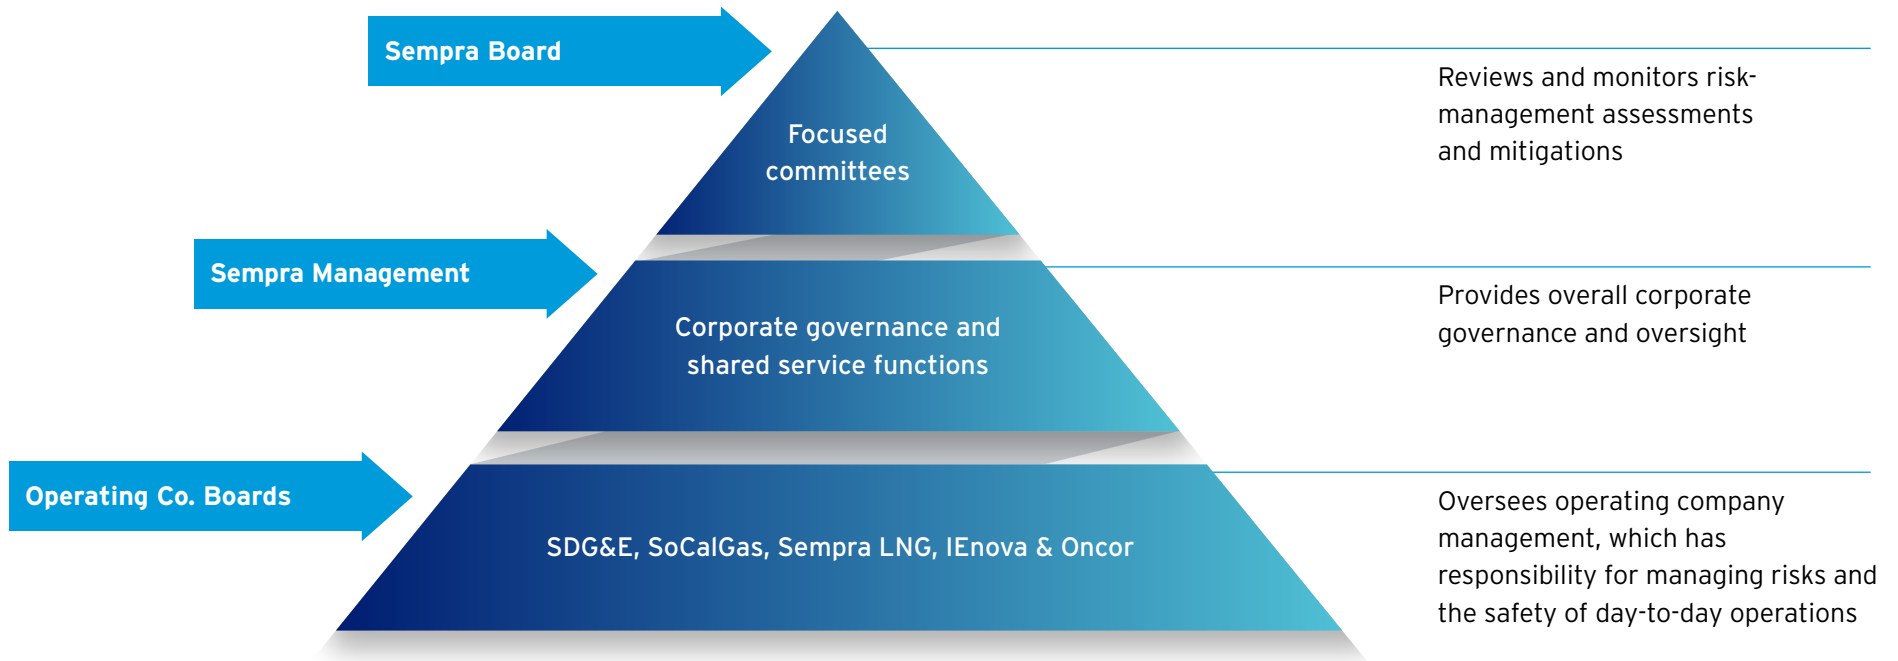 Sempra Board
Focused
committees
Reviews and monitors risk-
management assessments
and mitigations
Sempra Management
Corporate governance and
shared service functions
Provides overall corporate
governance and oversight
Operating Co. Boards
SDG&E, SoCalGas, Sempra LNG, IEnova & Oncor
Oversees operating company
management, which has
responsibility for managing risks and
the safety of day-to-day operations